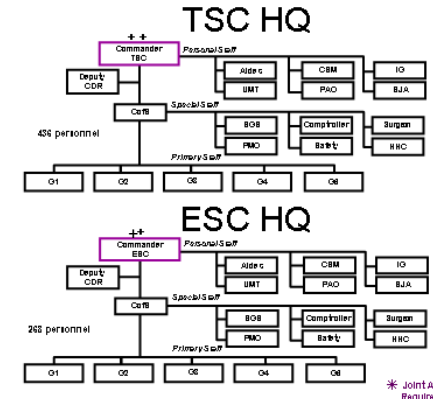 TSC HQ
++
Commander
TSC
Personal Staff
Deputy
CDR
Aides
CSM
IG
UMT
PAO
SJA
CofS
Special Staff
436 personnel
SGS
Comptroller
Surgeon
PMO
Safety
HHC
Primary Staff
G1
G2
G3
G4
G6
ESC HQ
++
Commander
ESC
Personal Staff
Deputy
CDR
Aides
CSM
IG
UMT
PAO
SJA
CofS
Special Staff
268 personnel
SGS
Comptroller
Surgeon
PMO
Safety
HHC
Primary Staff
G1
G2
G3
G4
G6
* Joint A
Require